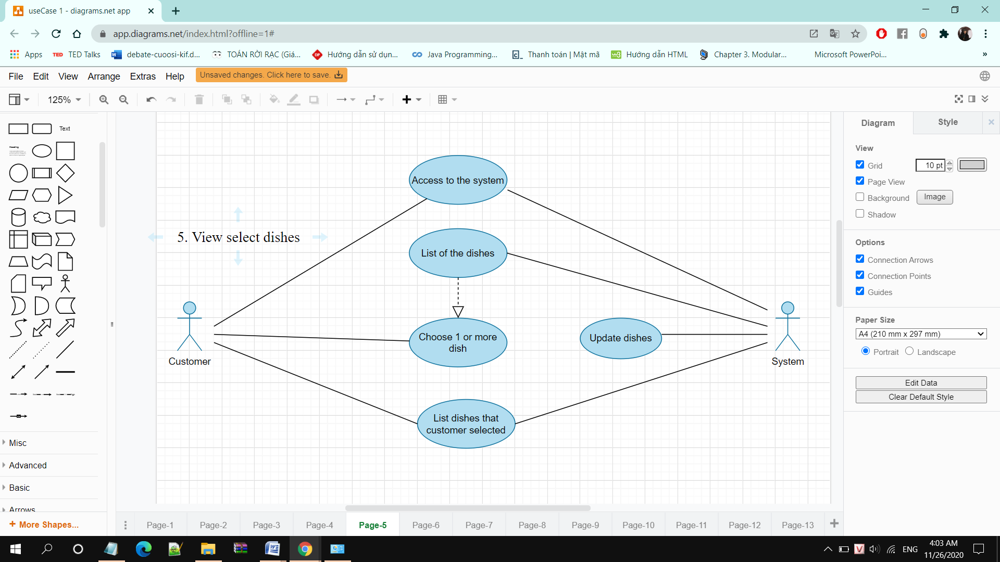 useCase 1 - diagrams.net app
app.diagrams.net/index.html?offline=1#
Apps
TED
TED Talks
debate-cuoosi-kif.d...
TOÁN RỜI RẠC (Giá...
Hướng dẫn sử dụn...
Java Programming...
Thanh toán | Mật mã
Hướng dẫn HTML
Chapter 3. Modular...
Microsoft PowerPoi...
File
Edit
View
Arrange
Extras
Help
Unsaved changes. Click here to save.
125%
Text
Heading
Misc
Advanced
Basic
Arrows
+ More Shapes...
Access to the system
5. View select dishes
List of the dishes
Choose 1 or more
dish
Update dishes
Customer
System
List dishes that
customer selected
Diagram
Style
View
Grid
10 pt
Page View
Background
Image
Shadow
Options
Connection Arrows
Connection Points
Guides
Paper Size
A4 (210 mm x 297 mm)
Portrait
Landscape
Edit Data
Clear Default Style
Page-1
Page-2
Page-3
Page-4
Page-5
Page-6
Page-7
Page-8
Page-9
Page-10
Page-11
Page-12
Page-13
ENG
4:03 AM
11/26/2020